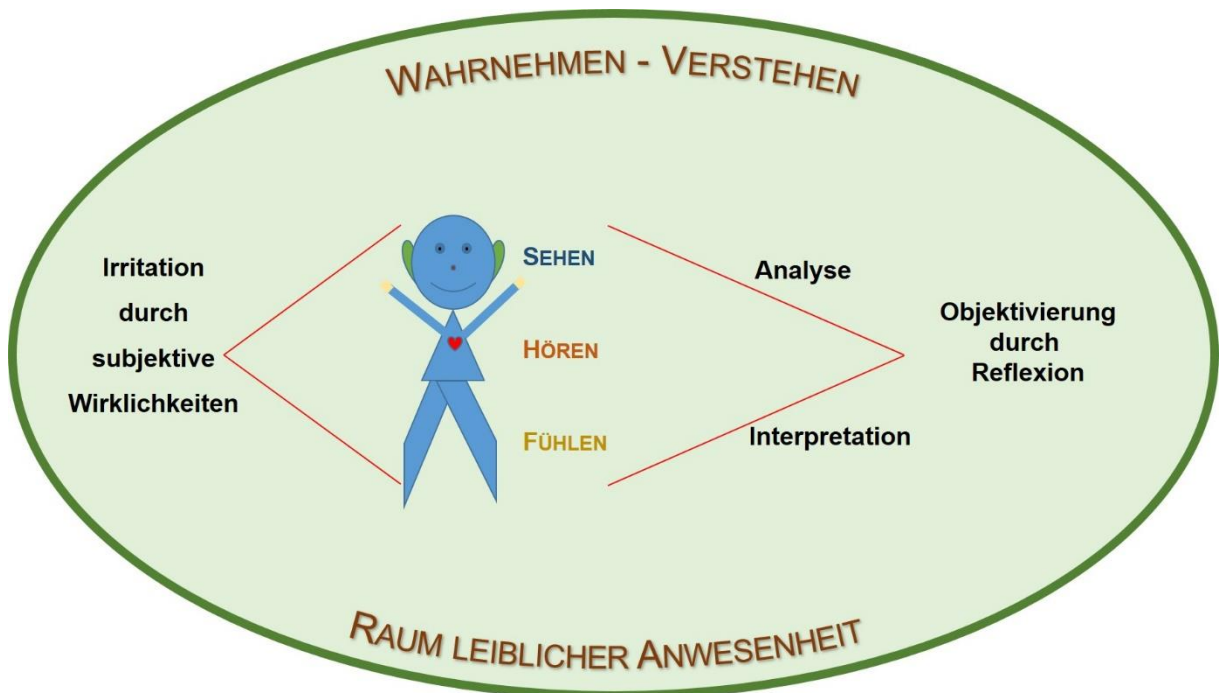 WAHRNEHMEN - VERSTEHEN
Irritation
durch
subjektive
Wirklichkeiten
SEHEN
HÖREN
FÜHLEN
Analyse
Interpretation
Objektivierung
durch
Reflexion
RAUM LEIBLICHER ANWESENHEIT